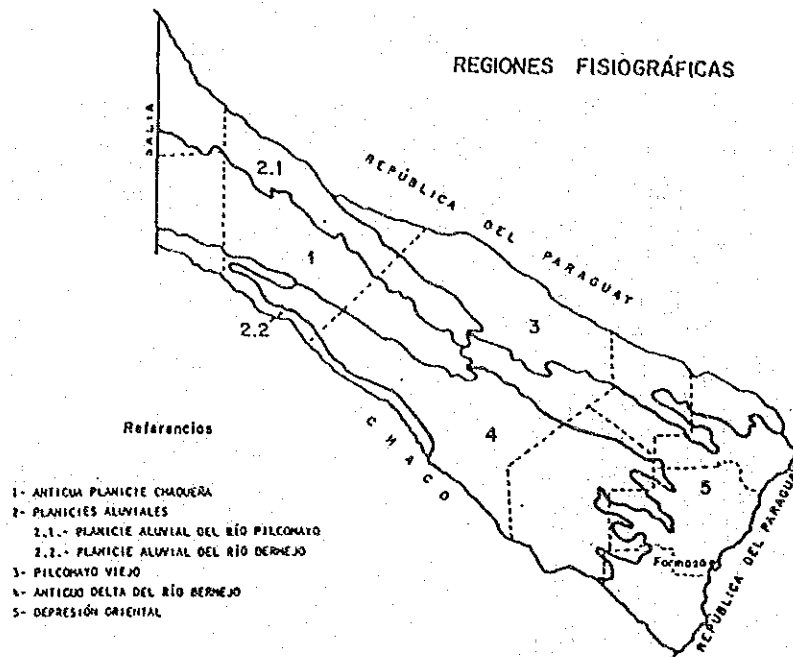 REGIONES FISIOGRÁFICAS
SALTA
2.1
REPÚBLICA DEL PARAGUAY
1
3
2.2
CHACO
4
5
Formosa
REPÚBLICA DEL PARAGUAY
Referencias
1- ANTIGUA PLANICIE CHAQUEÑA
2- PLANICIES ALUVIALES
2.1.- PLANICIE ALUVIAL DEL RÍO PILCOMAYO
2.2.- PLANICIE ALUVIAL DEL RÍO BERMEJO
3- PILCOMAYO VIEJO
4- ANTIGUO DELTA DEL RÍO BERMEJO
5- DEPRESIÓN ORIENTAL